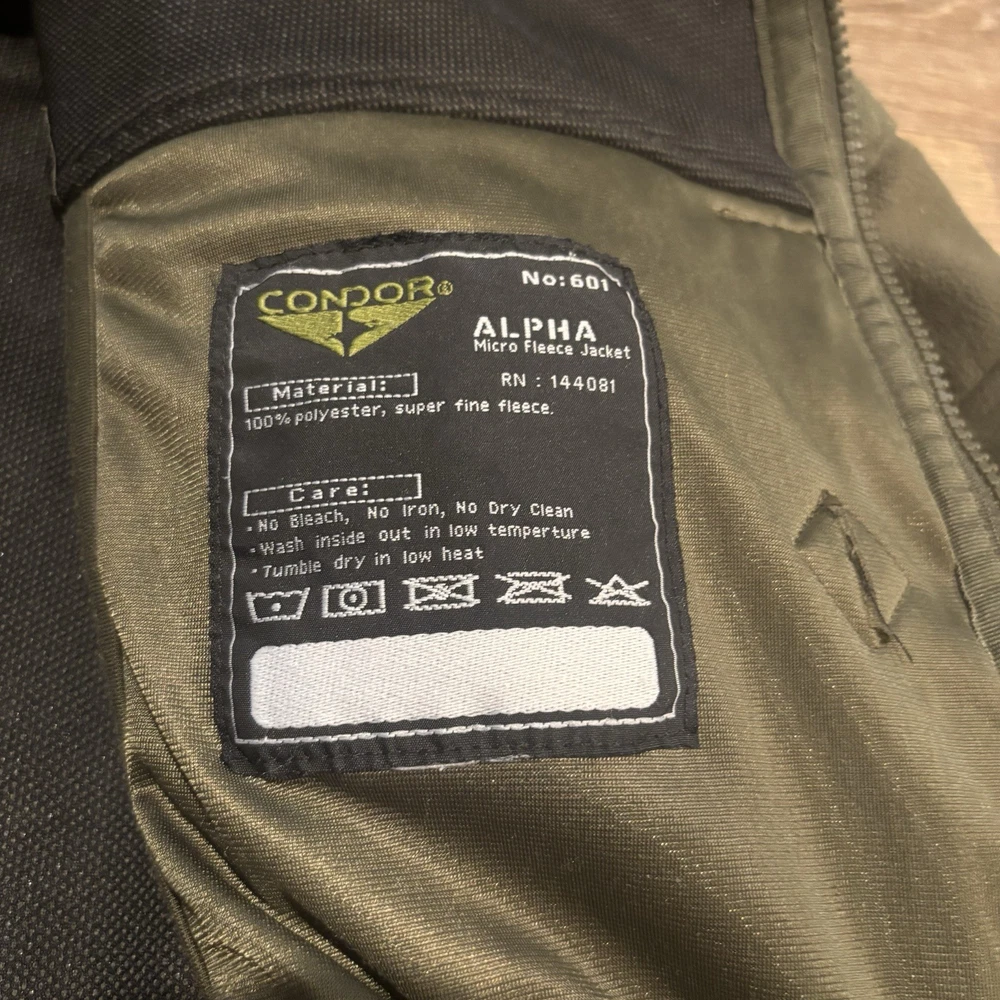 CONDOR®
No:601
ALPHA
Micro Fleece Jacket
RN : 144081
Material:
100% polyester, super fine fleece.
Care:
· No Bleach, No Iron, No Dry Clean
· Wash inside out in low temperture
· Tumble dry in low heat